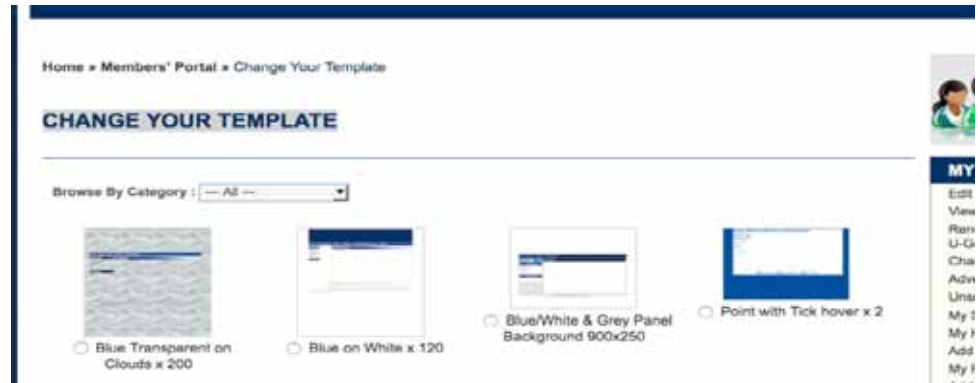 Home » Members' Portal » Change Your Template
CHANGE YOUR TEMPLATE
Browse By Category : --- All ---
Blue Transparent on
Clouds x 200
Blue on White x 120
Blue/White & Grey Panel
Background 900x250
Point with Tick hover x 2
MY
Edit
View
U-G
My
My
Add
My